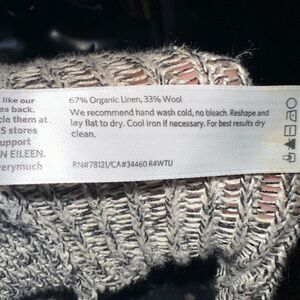 like our
es back.
cle them at
S stores
upport
N EILEEN.
erymuch
67% Organic Linen, 33% Wool
We recommend hand wash cold, no bleach. Reshape and
lay flat to dry. Cool iron if necessary. For best results dry
clean.
RN#78121/CA#34460 R4WTU